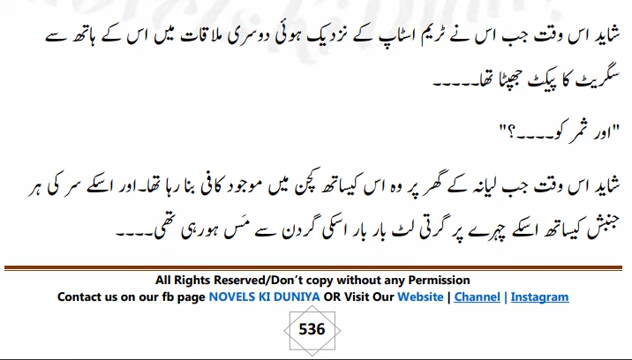 شاید اس وقت جب اس نے ٹریم اسٹاپ کے نزدیک ہوئی دوسری ملاقات میں اس کے ہاتھ سے
سگریٹ کا پیکٹ جھپٹا تھا۔۔۔۔۔
"اور ثمر کو۔۔۔۔؟"
شاید اس وقت جب لیانہ کے گھر پر وہ اس کیساتھ کچن میں موجود کافی بنا رہا تھا۔اور اسکے سر کی ہر
جنبش کیساتھ اسکے چہرے پر گرتی لٹ بار بار اسکی گردن سے مَس ہورہی تھی۔۔۔۔
All Rights Reserved/Don't copy without any Permission
Contact us on our fb page NOVELS KI DUNIYA OR Visit Our Website | Channel | Instagram
536